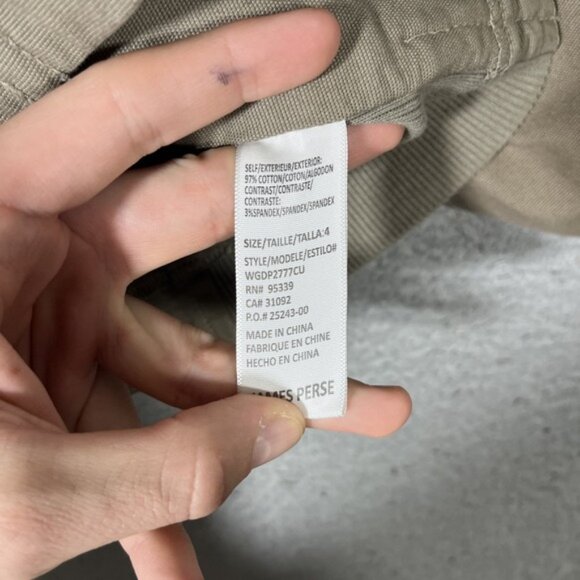 SELF/EXTERIEUR/EXTERIOR:
97% COTTON/COTON/ALGODON
CONTRAST/CONTRASTE/
CONTRASTE:
3%SPANDEX/SPANDEX/SPANDEX
SIZE/TAILLE/TALLA:4
STYLE/MODELE/ESTILO#
WGDP2777CU
RN# 95339
CA# 31092
P.O.# 25243-00
MADE IN CHINA
FABRIQUE EN CHINE
HECHO EN CHINA
JAMES PERSE